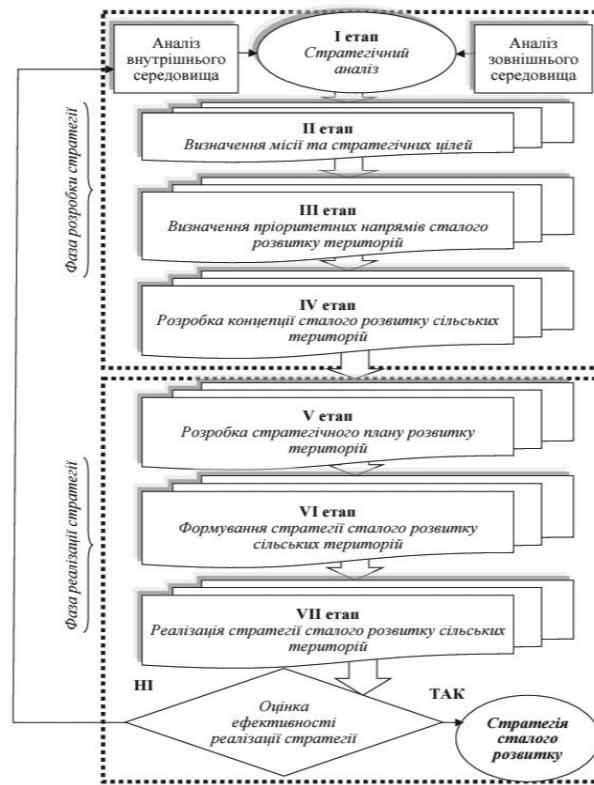 Аналіз
внутрішнього
середовища
I етап
Стратегічний
аналіз
Аналіз
зовнішнього
середовища
Фаза розробки стратегії
II етап
Визначення місії та стратегічних цілей
III етап
Визначення пріоритетних напрямів сталого
розвитку територій
IV етап
Розробка концепції сталого розвитку сільських
територій
Фаза реалізації стратегії
V етап
Розробка стратегічного плану розвитку
територій
VI етап
Формування стратегії сталого розвитку
сільських територій
VII етап
Реалізація стратегії сталого розвитку сільських
територій
НІ
Оцінка
ефективності
реалізації стратегії
ТАК
Стратегія
сталого
розвитку